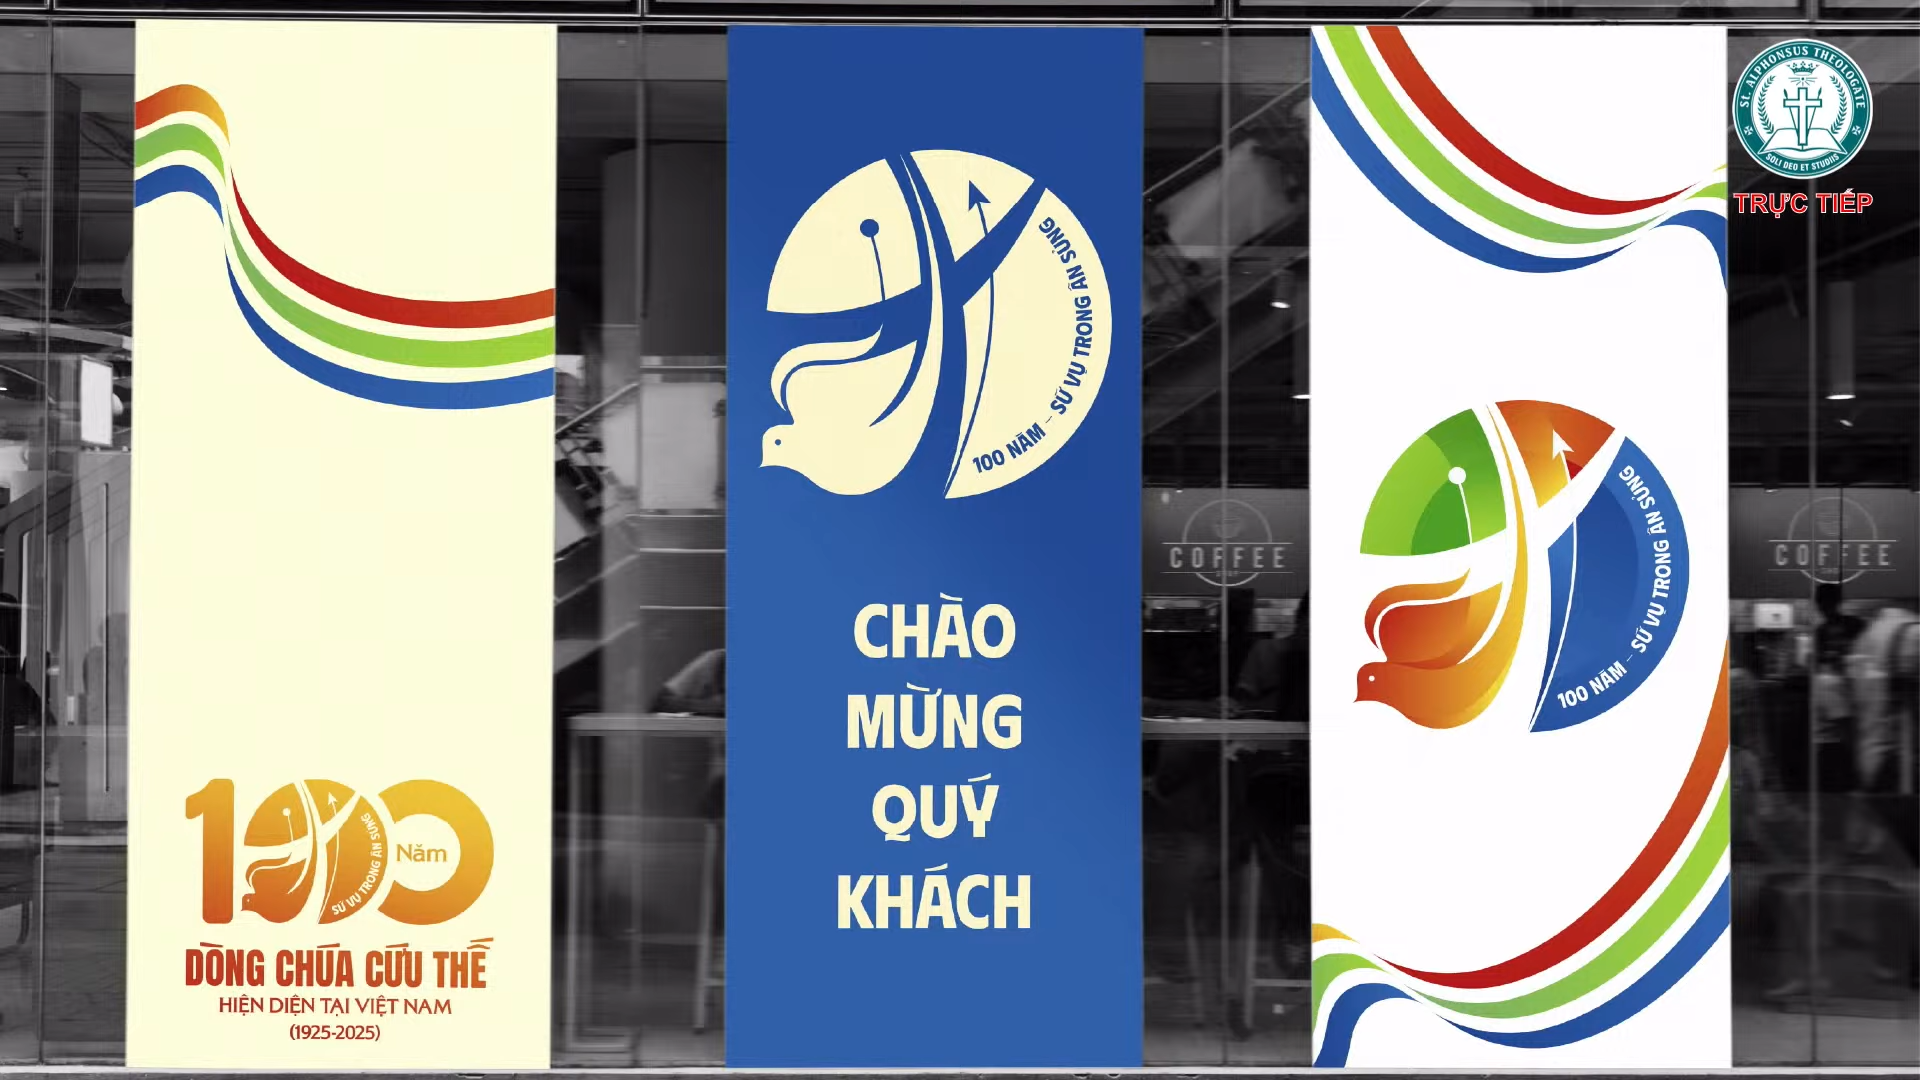 100 Năm
SỨ VỤ TRONG ÂN SỦNG
DÒNG CHÚA CỨU THẾ
HIỆN DIỆN TẠI VIỆT NAM
(1925-2025)
100 NĂM – SỨ VỤ TRONG ÂN SỦNG
CHÀO
MỪNG
QUÝ
KHÁCH
COFFEE
100 NĂM – SỨ VỤ TRONG ÂN SỦNG
St. ALPHONSUS THEOLOGATE
SOLI DEO ET STUDIIS
TRỰC TIẾP
COFFEE